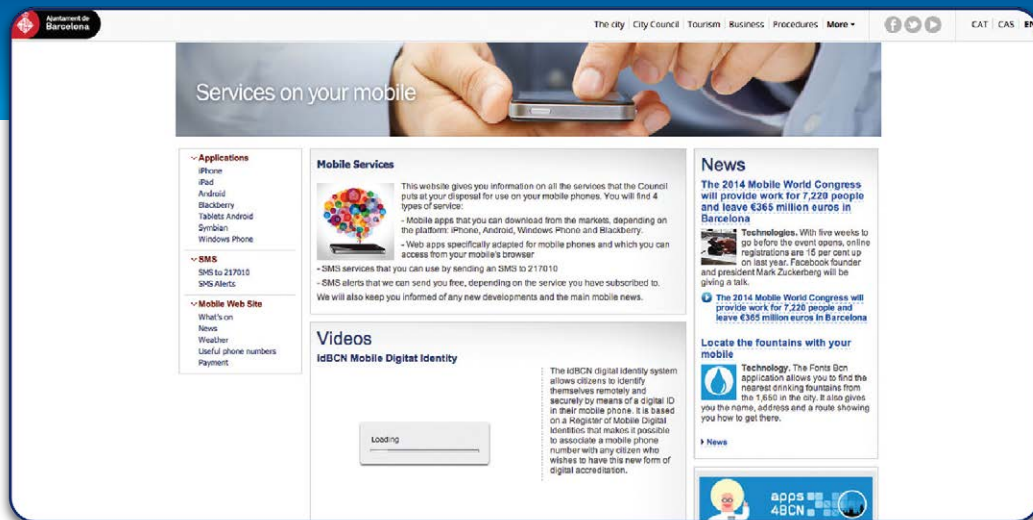 Ajuntament de
Barcelona
The city City Council Tourism Business Procedures More
CAT CAS EN
Services on your mobile
Applications
iPhone
iPad
Android
Blackberry
Tablets Android
Symbian
Windows Phone
SMS
SMS to 217010
SMS Alerts
Mobile Web Site
What's on
News
Weather
Useful phone numbers
Payment
Mobile Services
This website gives you information on all the services that the Council
puts at your disposal for use on your mobile phones. You will find 4
types of service:
- Mobile apps that you can download from the markets, depending on
the platform: iPhone, Android, Windows Phone and Blackberry.
- Web apps specifically adapted for mobile phones and which you can
access from your mobile's browser
- SMS services that you can use by sending an SMS to 217010
- SMS alerts that we can send you free, depending on the service you have subscribed to.
We will also keep you informed of any new developments and the main mobile news.
Videos
idBCN Mobile Digitat Identity
Loading
The idBCN digital identity system
allows citizens to identify
themselves remotely and
securely by means of a digital ID
in their mobile phone. It is based
on a Register of Mobile Digital
Identities that makes it possible
to associate a mobile phone
number with any citizen who
wishes to have this new form of
digital accreditation.
News
The 2014 Mobile World Congress
will provide work for 7,220 people
and leave €365 million euros in
Barcelona
Technologies. With five weeks to
go before the event opens, online
registrations are 15 per cent up
on last year. Facebook founder
and president Mark Zuckerberg will be
giving a talk.
The 2014 Mobile World Congress will
provide work for 7,220 people and
leave €365 million euros in Barcelona
Locate the fountains with your
mobile
Technology. The Fonts Bcn
application allows you to find the
nearest drinking fountains from
the 1,650 in the city. It also gives
you the name, address and a route showing
you how to get there.
News
apps
4BCN